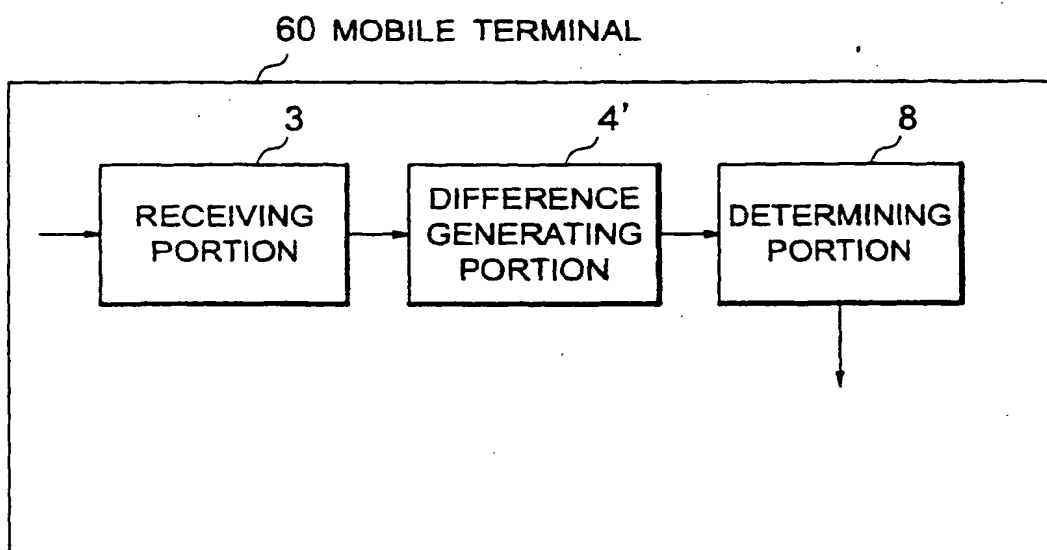 60 MOBILE TERMINAL
3
4'
8
RECEIVING
PORTION
DIFFERENCE
GENERATING
PORTION
DETERMINING
PORTION